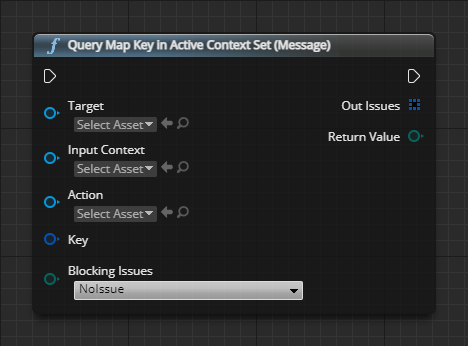 Query Map Key in Active Context Set (Message)
Target
Out Issues
Select Asset
Return Value
Input Context
Select Asset
Action
Select Asset
Key
Blocking Issues
NoIssue